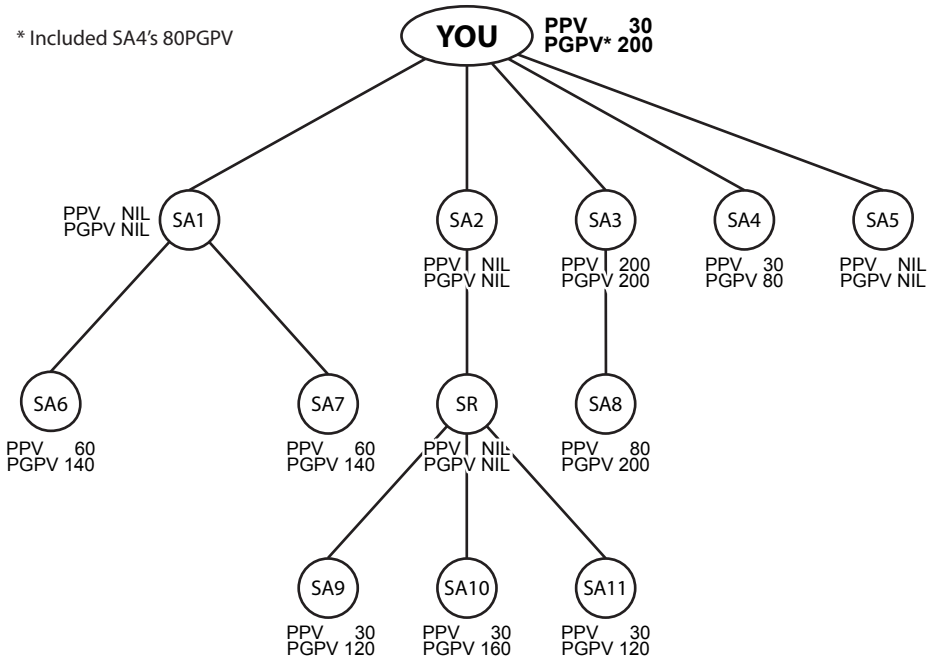 * Included SA4's 80PGPV
YOU
PPV 30
PGPV* 200
SA1
PPV NIL
PGPV NIL
SA2
PPV NIL
PGPV NIL
SA3
PPV 200
PGPV 200
SA4
PPV 30
PGPV 80
SA5
PPV NIL
PGPV NIL
SA6
PPV 60
PGPV 140
SA7
PPV 60
PGPV 140
SR
PPV NIL
PGPV NIL
SA8
PPV 80
PGPV 200
SA9
PPV 30
PGPV 120
SA10
PPV 30
PGPV 160
SA11
PPV 30
PGPV 120